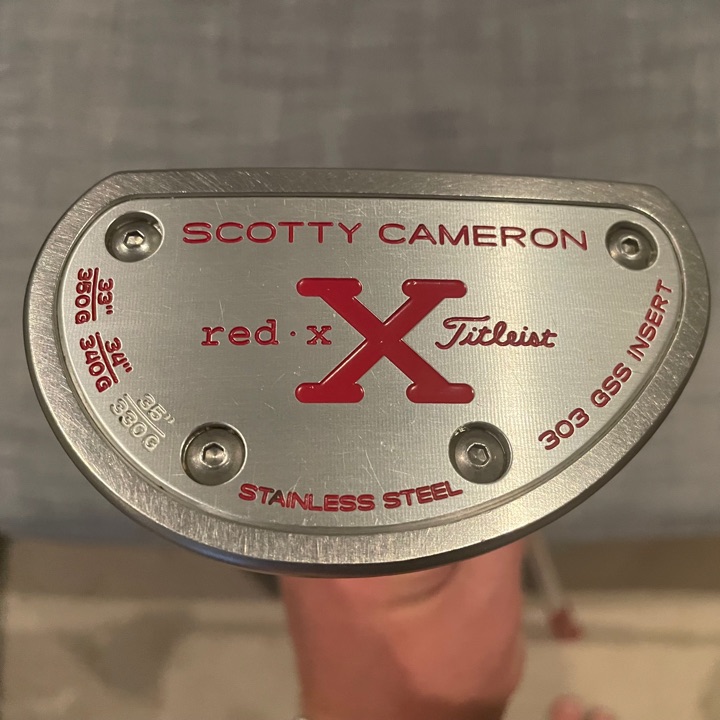 SCOTTY CAMERON
red·x X Titleist
33"
350G
34"
340G
35"
330G
STAINLESS STEEL
303 GSS INSERT